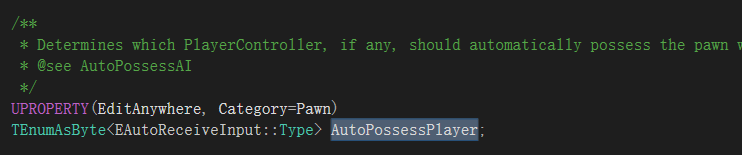 /**
* Determines which PlayerController, if any, should automatically possess the pawn
* @see AutoPossessAI
*/
UPROPERTY(EditAnywhere, Category=Pawn)
TEnumAsByte<EAutoReceiveInput::Type> AutoPossessPlayer;